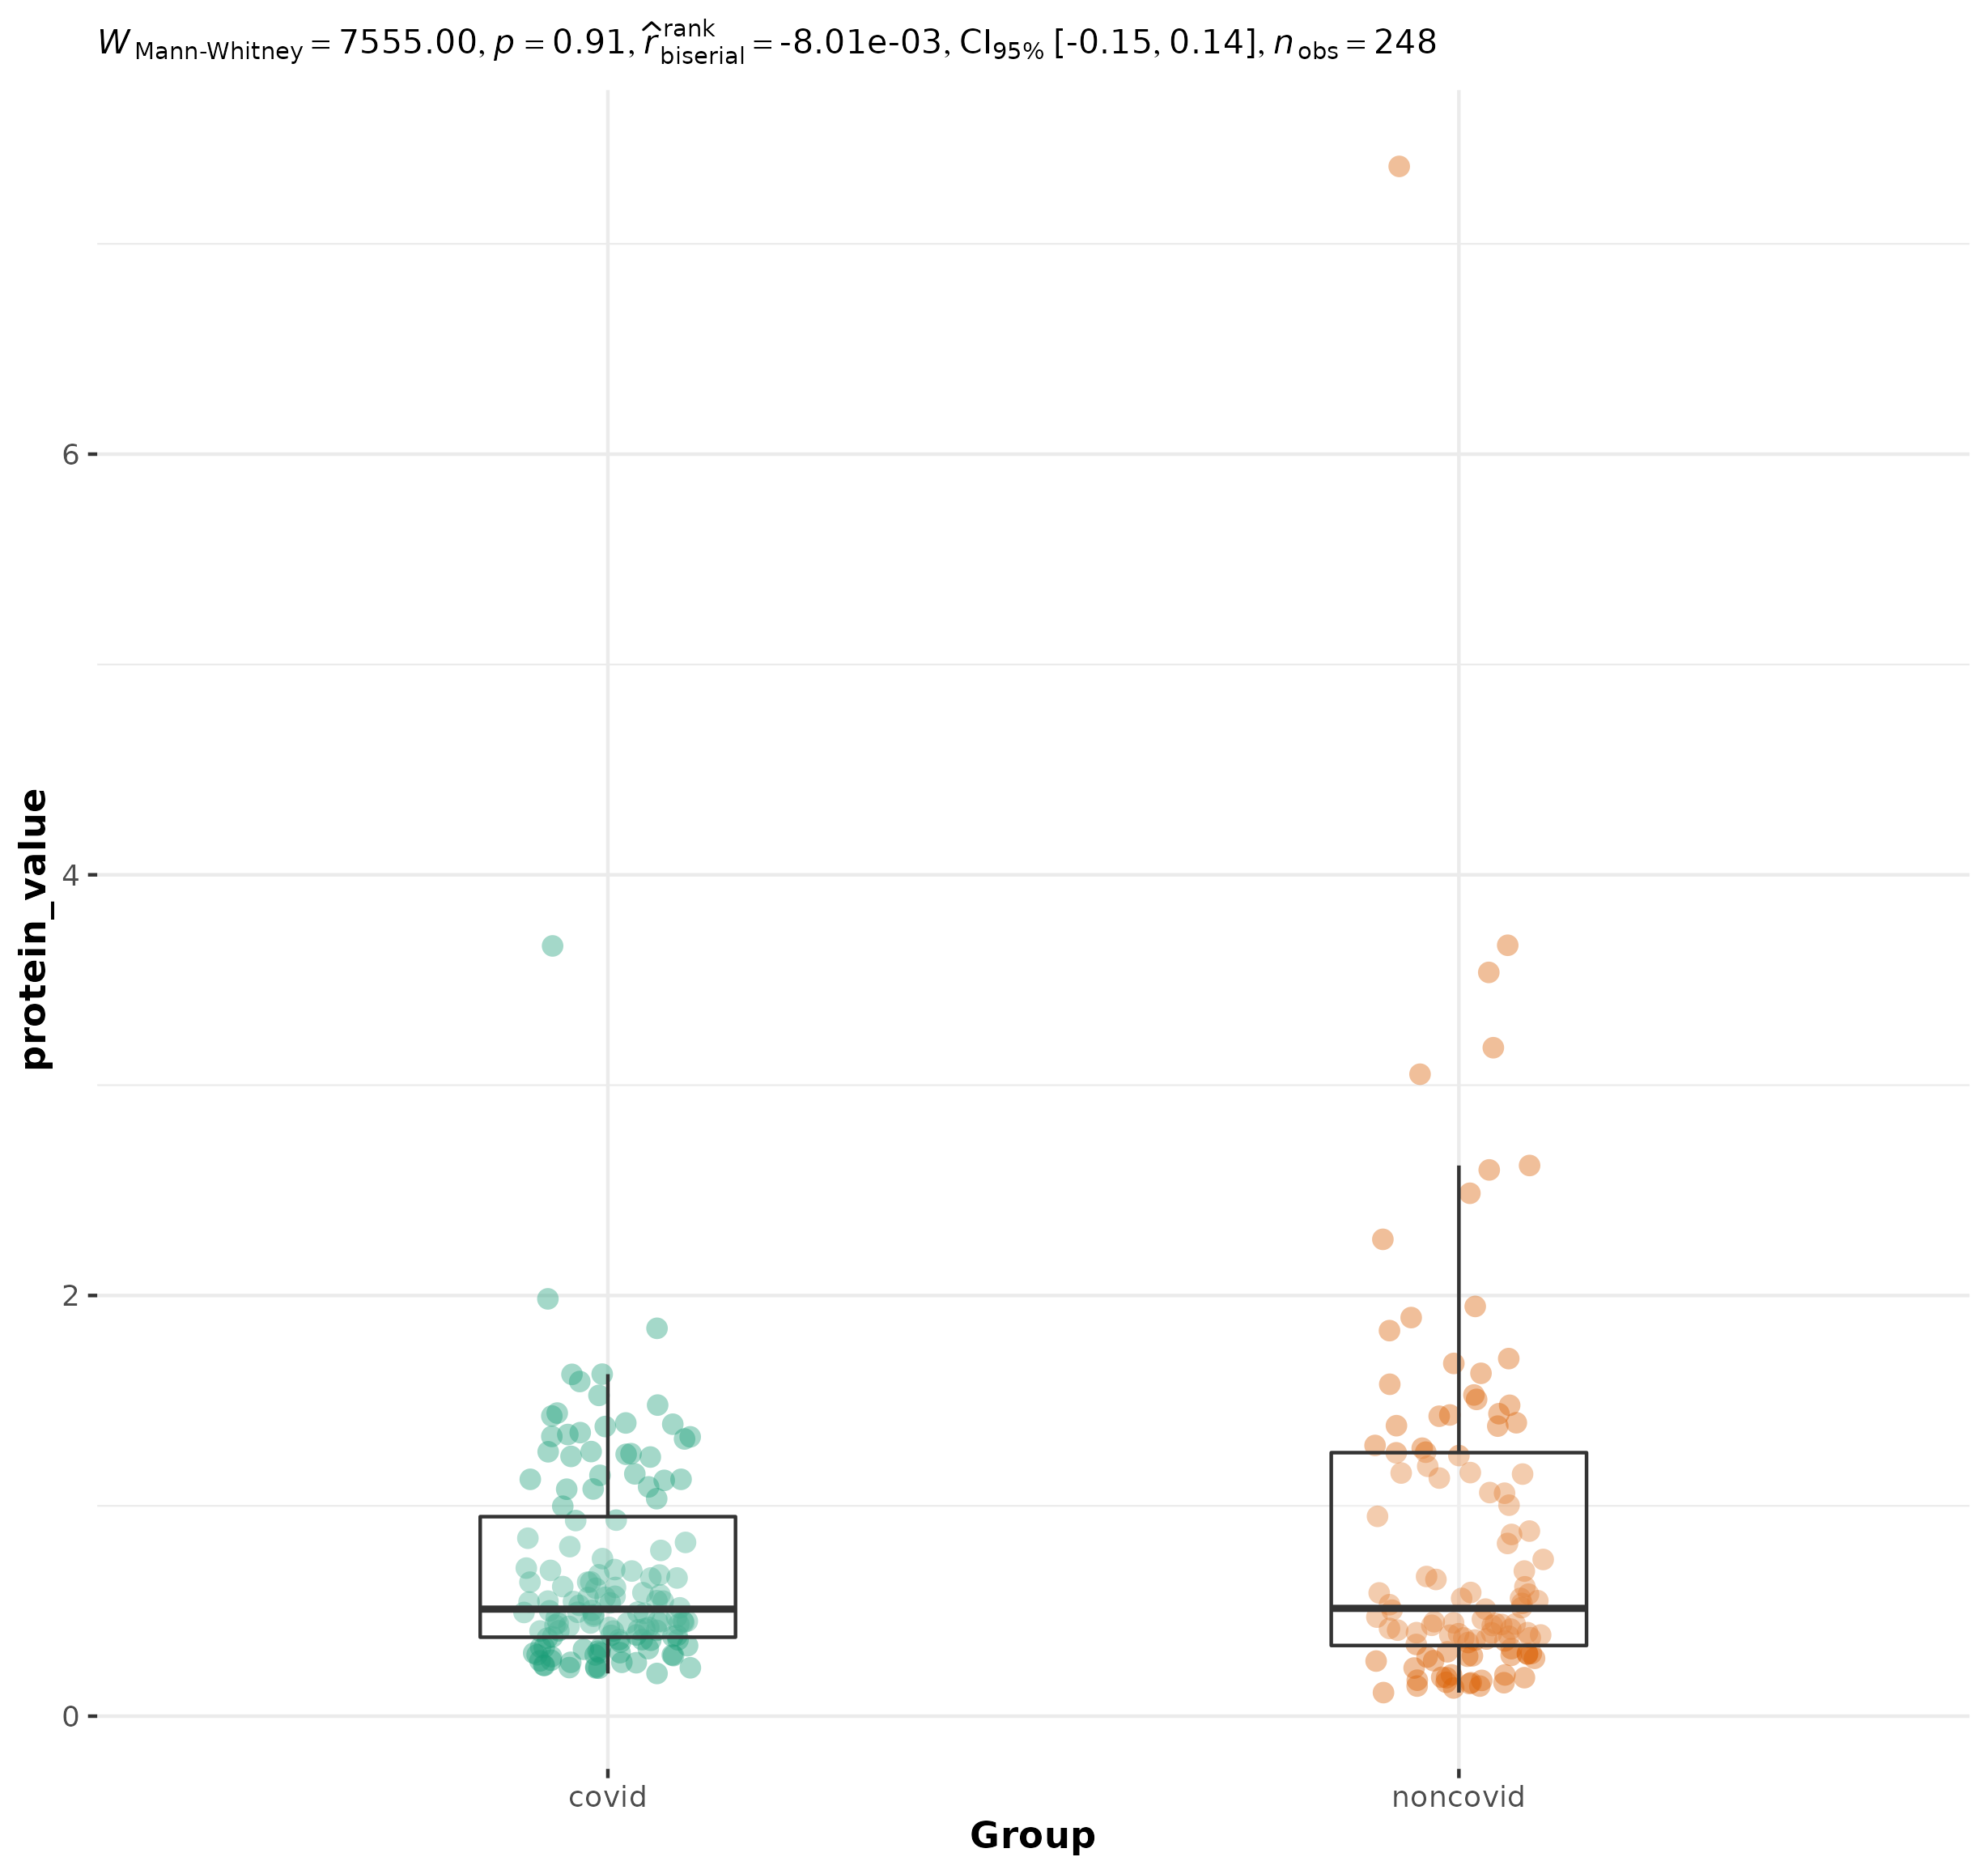 W Mann-Whitney = 7555.00, p = 0.91, r̂ rank biserial = -8.01e-03, CI95% [-0.15, 0.14], n obs = 248
protein_value
6
4
2
0
covid noncovid
Group